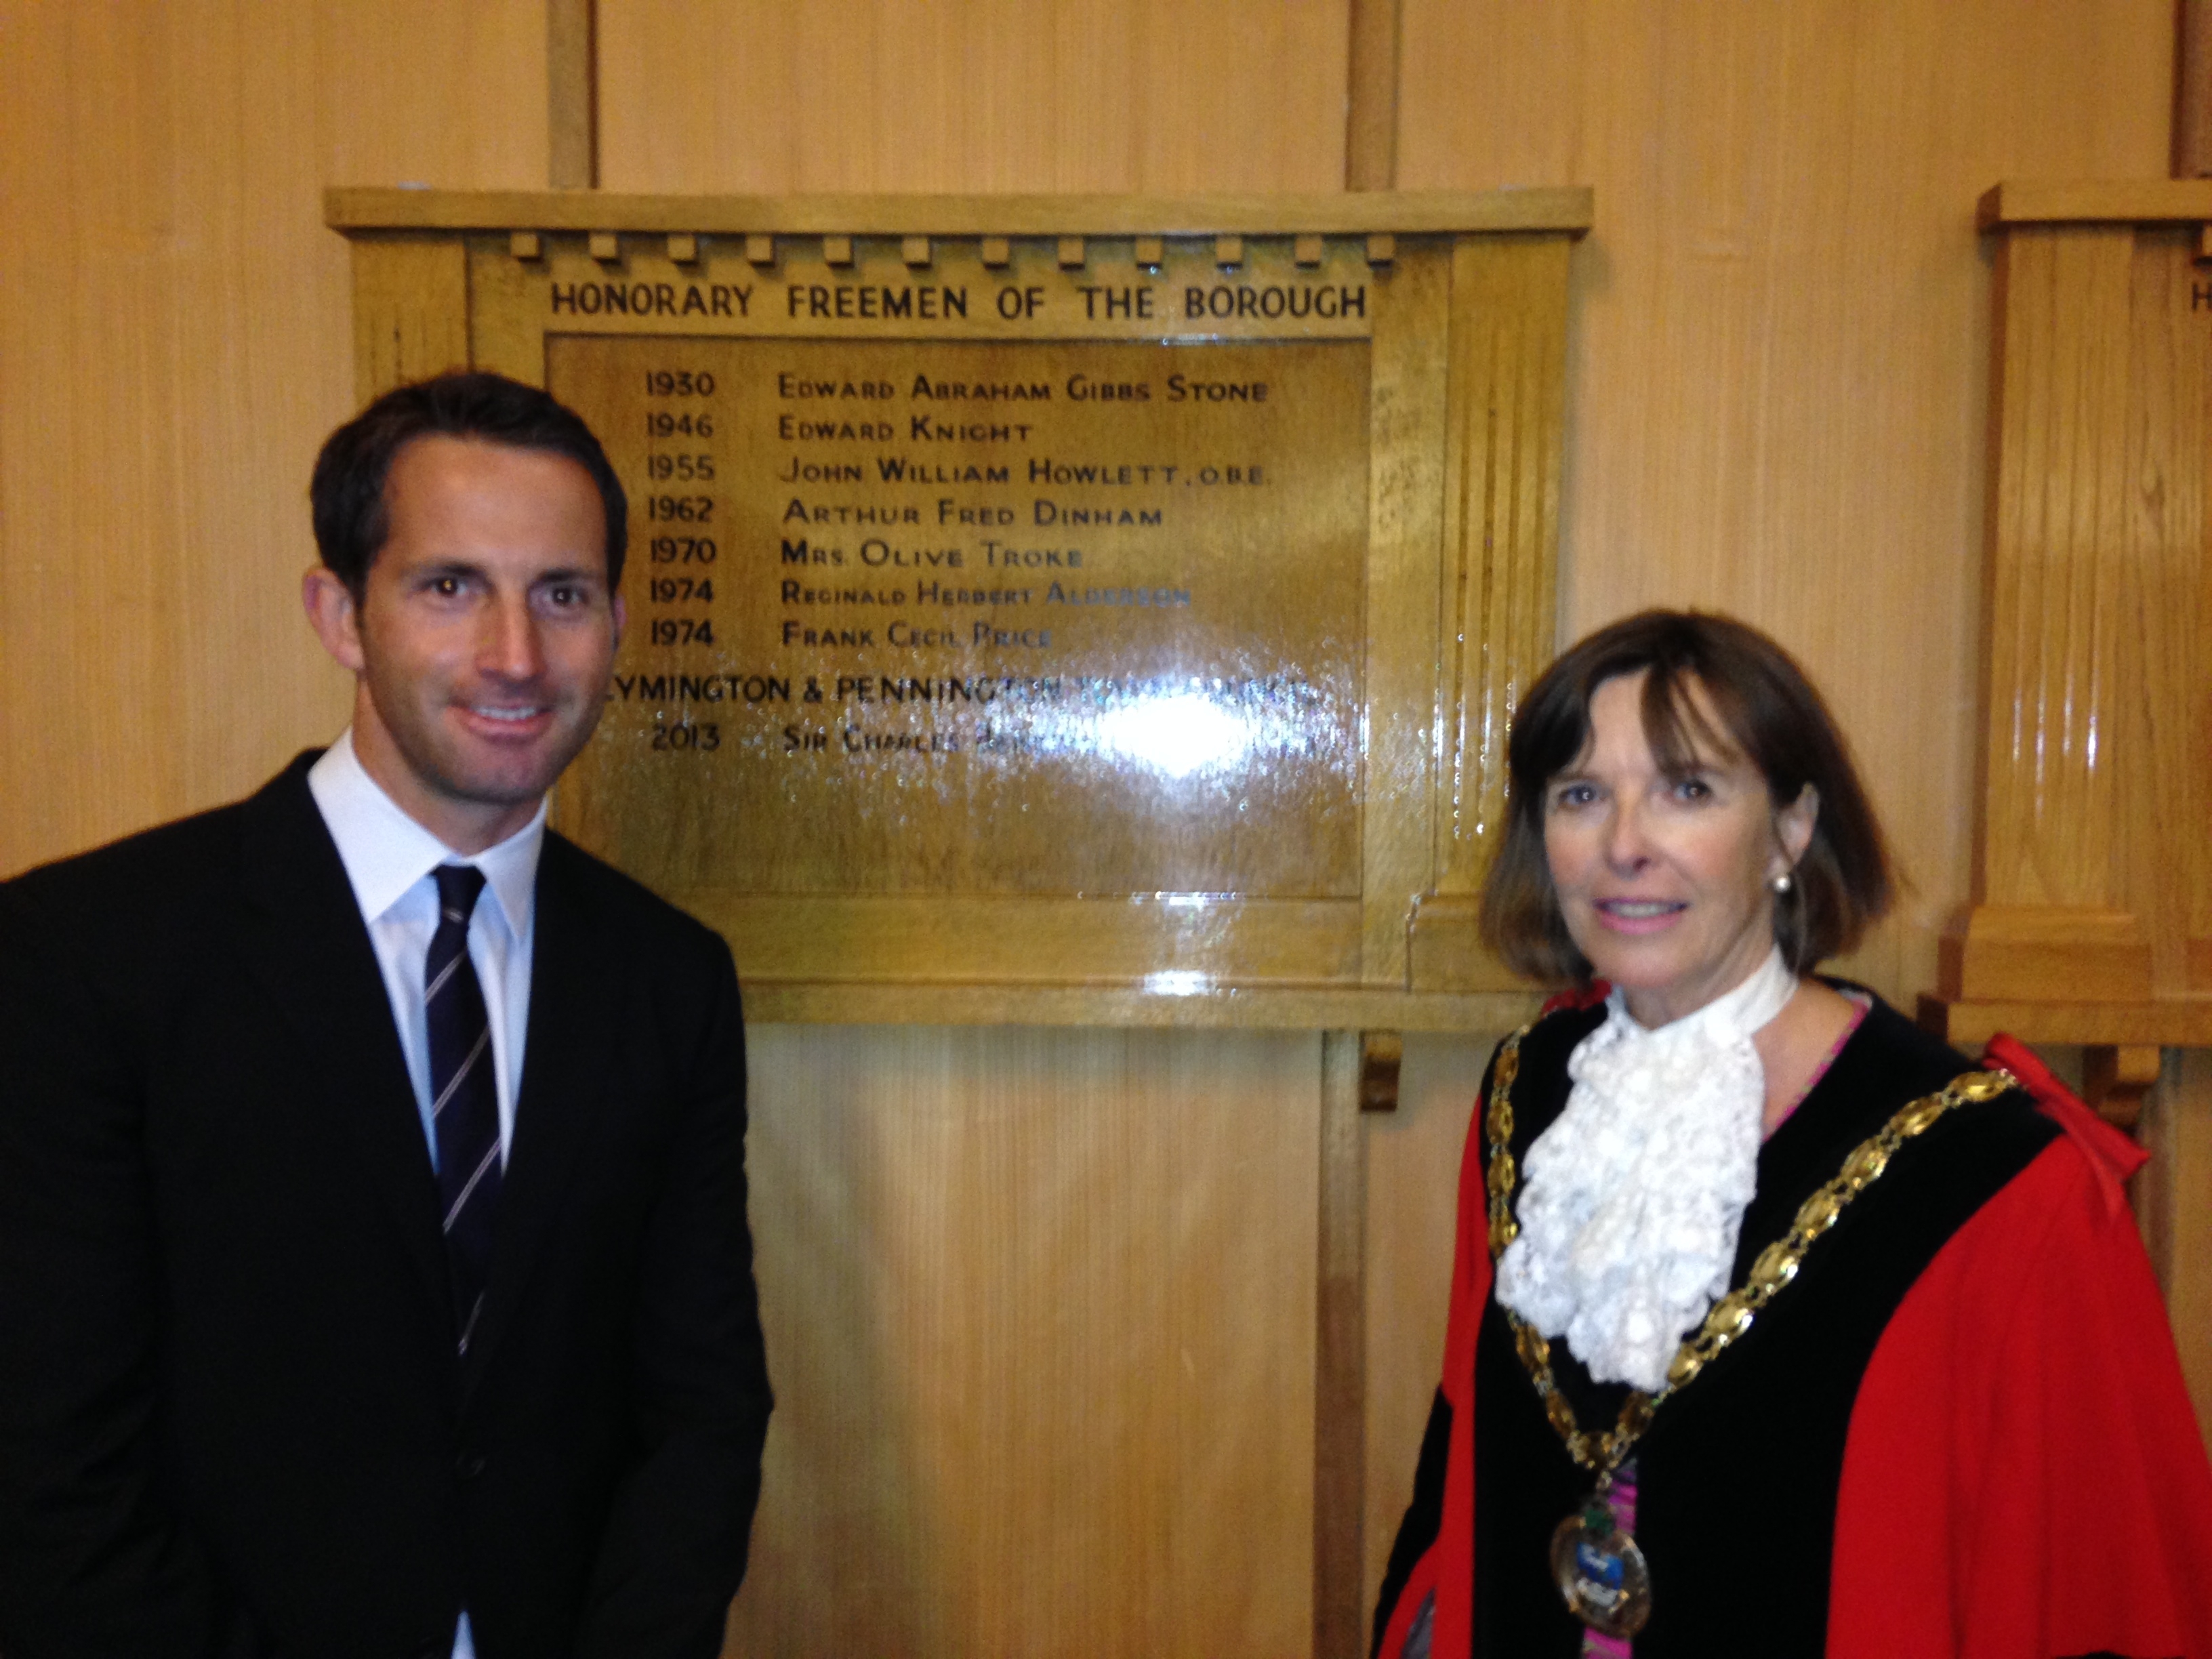 HONORARY FREEMEN OF THE BOROUGH
1930 EDWARD ABRAHAM GIBBS STONE
1946 EDWARD KNIGHT
1955 JOHN WILLIAM HOWLETT, O.B.E.
1962 ARTHUR FRED DINHAM
1970 MRS. OLIVE TROKE
1974 REGINALD HERBERT ALDERSON
1974 FRANK CECIL PRICE
LYMINGTON & PENNINGTON
2013 SIR CHARLES
H